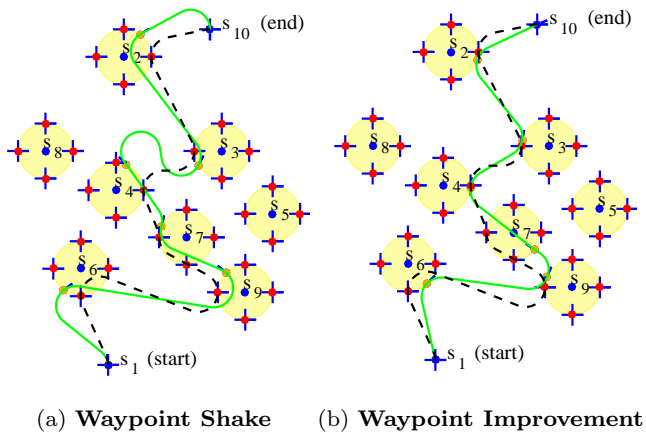 s10 (end)
s2
s8
s3
s4
s5
s7
s6
s9
s1 (start)
(a) Waypoint Shake
s10 (end)
s2
s8
s3
s4
s5
s7
s6
s9
s1 (start)
(b) Waypoint Improvement